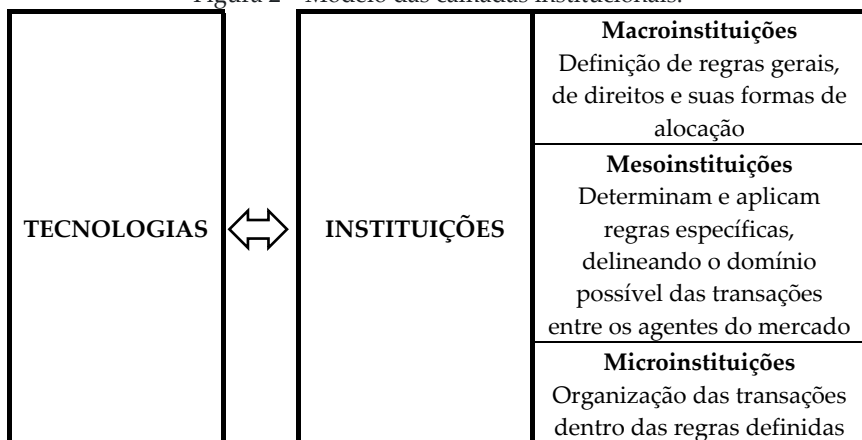 Figura 2 – Modelo das camadas institucionais.
TECNOLOGIAS
INSTITUIÇÕES
Macroinstituições
Definição de regras gerais,
de direitos e suas formas de
alocação
Mesoinstituições
Determinam e aplicam
regras específicas,
delineando o domínio
possível das transações
entre os agentes do mercado
Microinstituições
Organização das transações
dentro das regras definidas